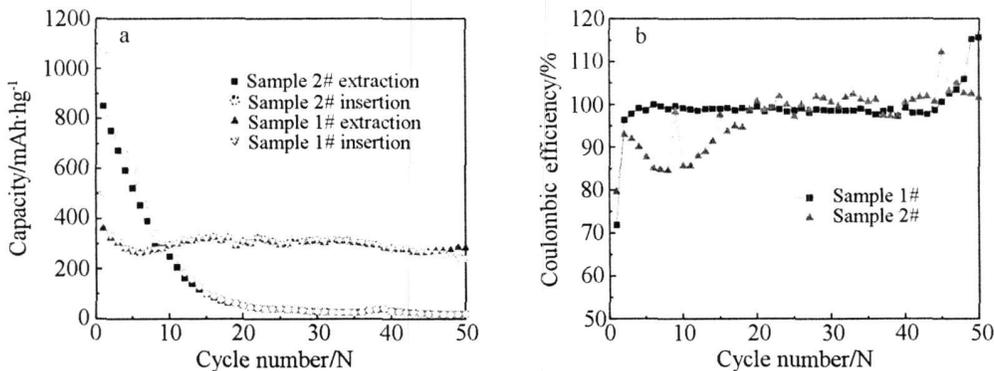 1200
1000
800
600
400
200
0
0
10
20
30
40
50
Capacity/mAh·hg⁻¹
Cycle number/N
a
Sample 2# extraction
Sample 2# insertion
Sample 1# extraction
Sample 1# insertion
120
110
100
90
80
70
60
50
0
10
20
30
40
50
Coulombic efficiency/%
Cycle number/N
b
Sample 1#
Sample 2#